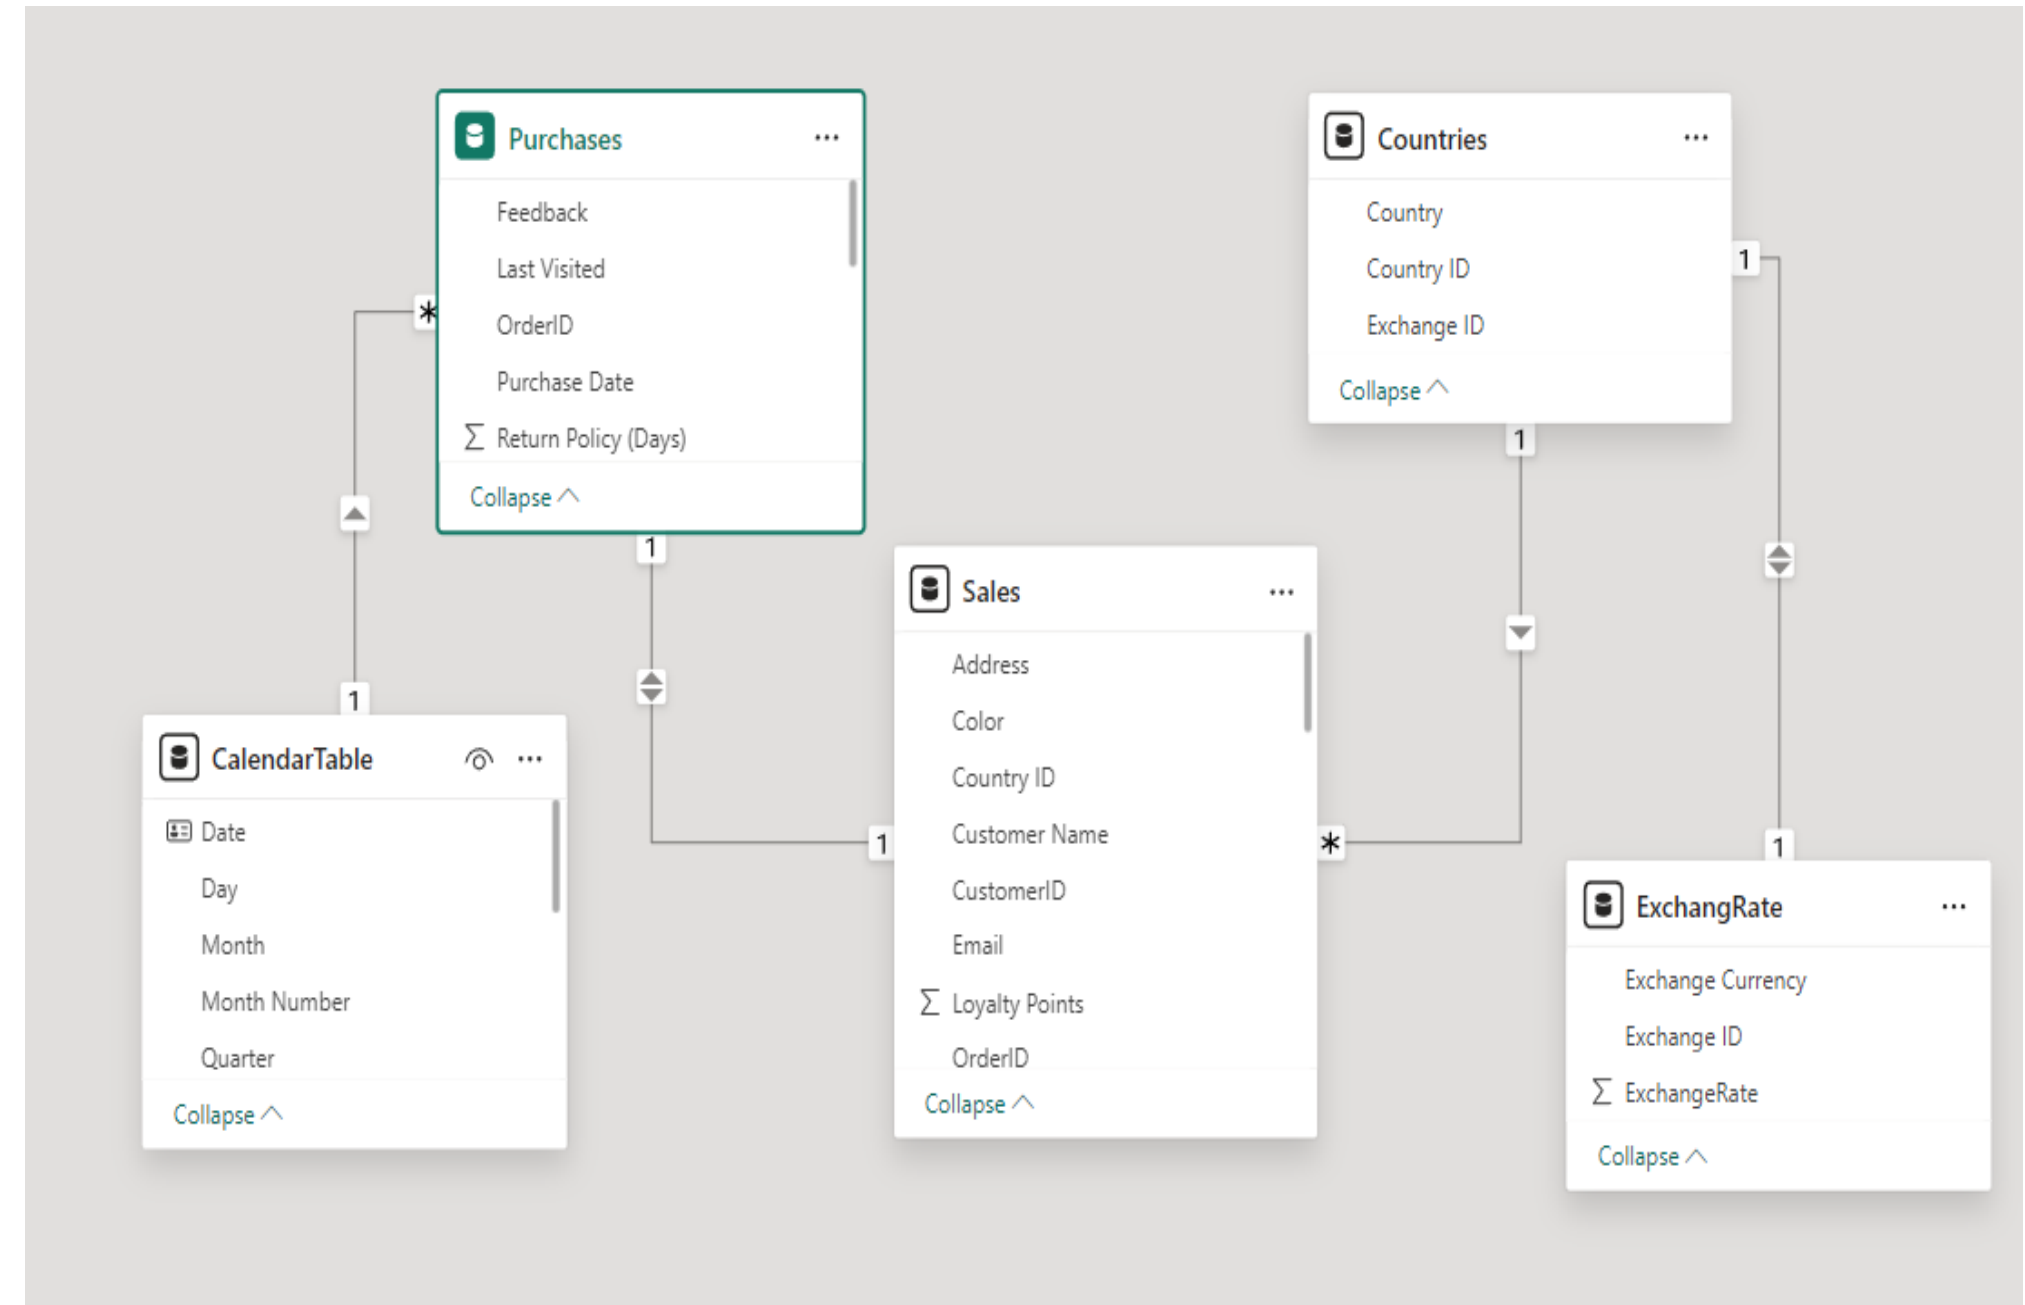 Purchases
Feedback
Last Visited
OrderID
Purchase Date
Return Policy (Days)
Collapse
*
1
1
1
CalendarTable
Date
Day
Month
Month Number
Quarter
Collapse
Sales
Address
Color
Country ID
Customer Name
CustomerID
Email
Loyalty Points
OrderID
Collapse
*
Countries
Country
Country ID
Exchange ID
Collapse
1
1
1
ExchangRate
Exchange Currency
Exchange ID
ExchangeRate
Collapse